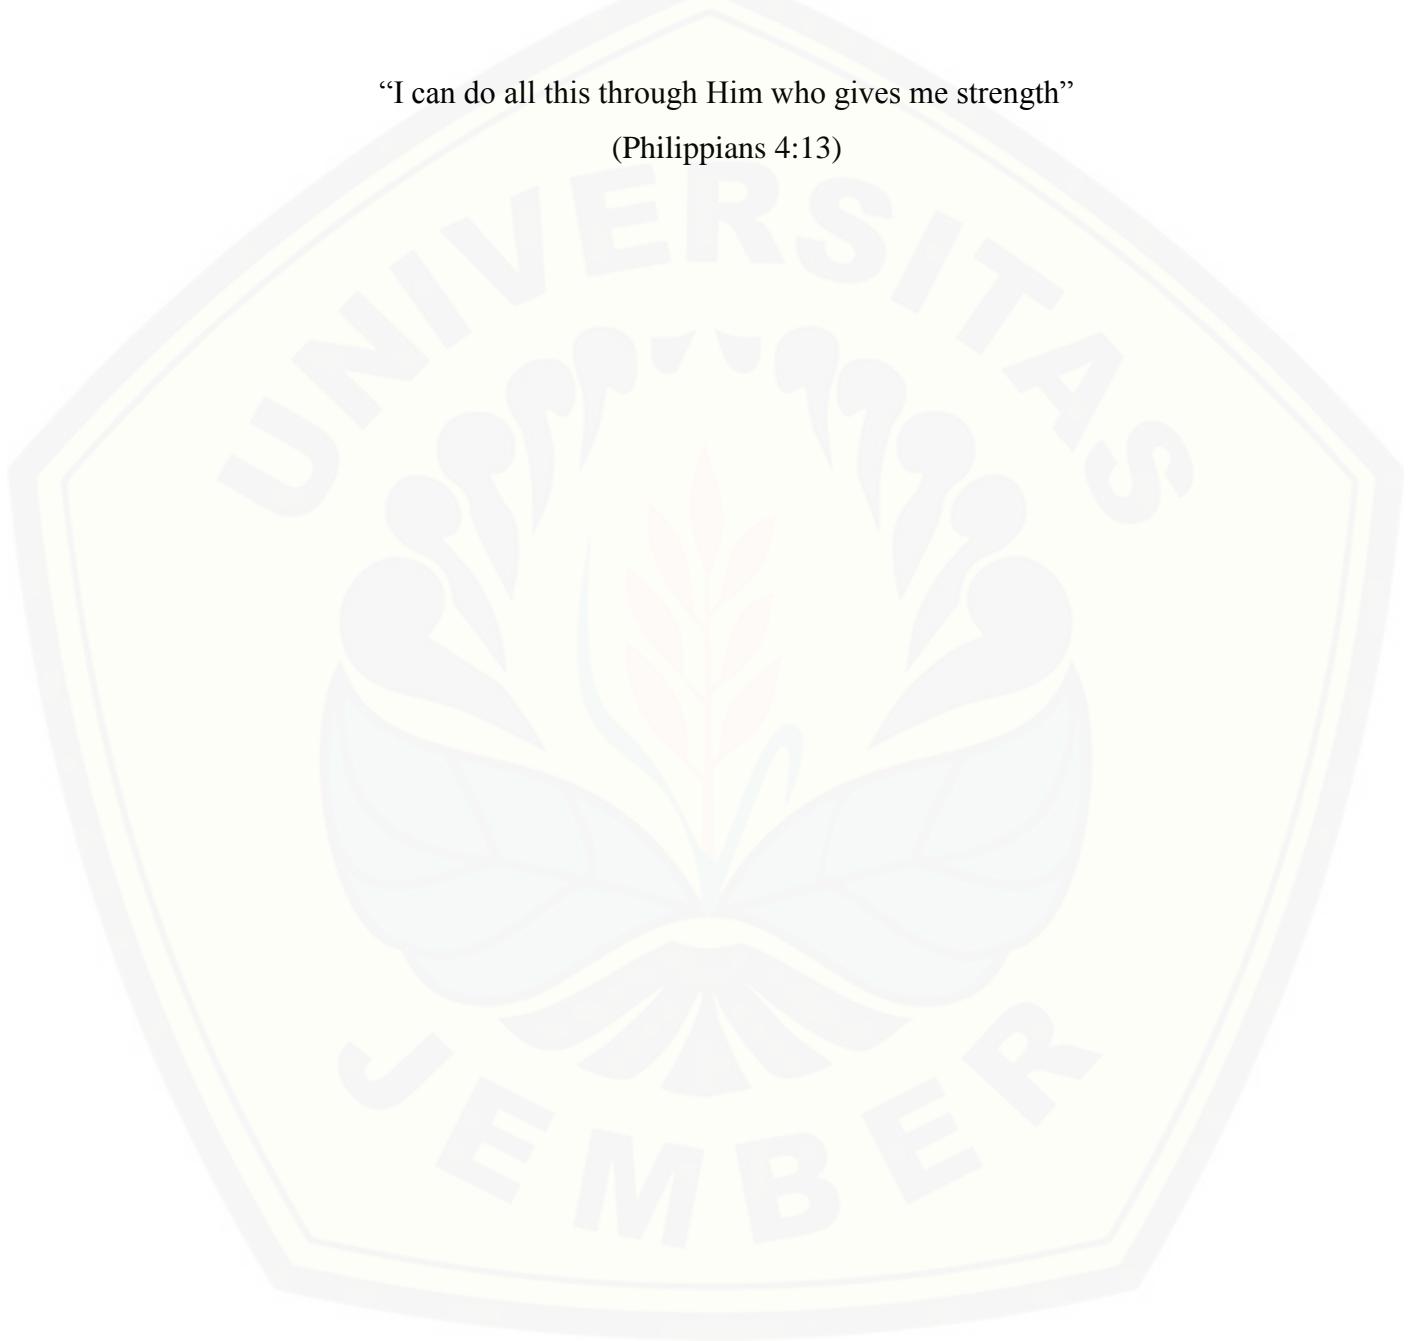 “I can do all this through Him who gives me strength”
(Philippians 4:13)
UNIVERSITAS
JEMBER